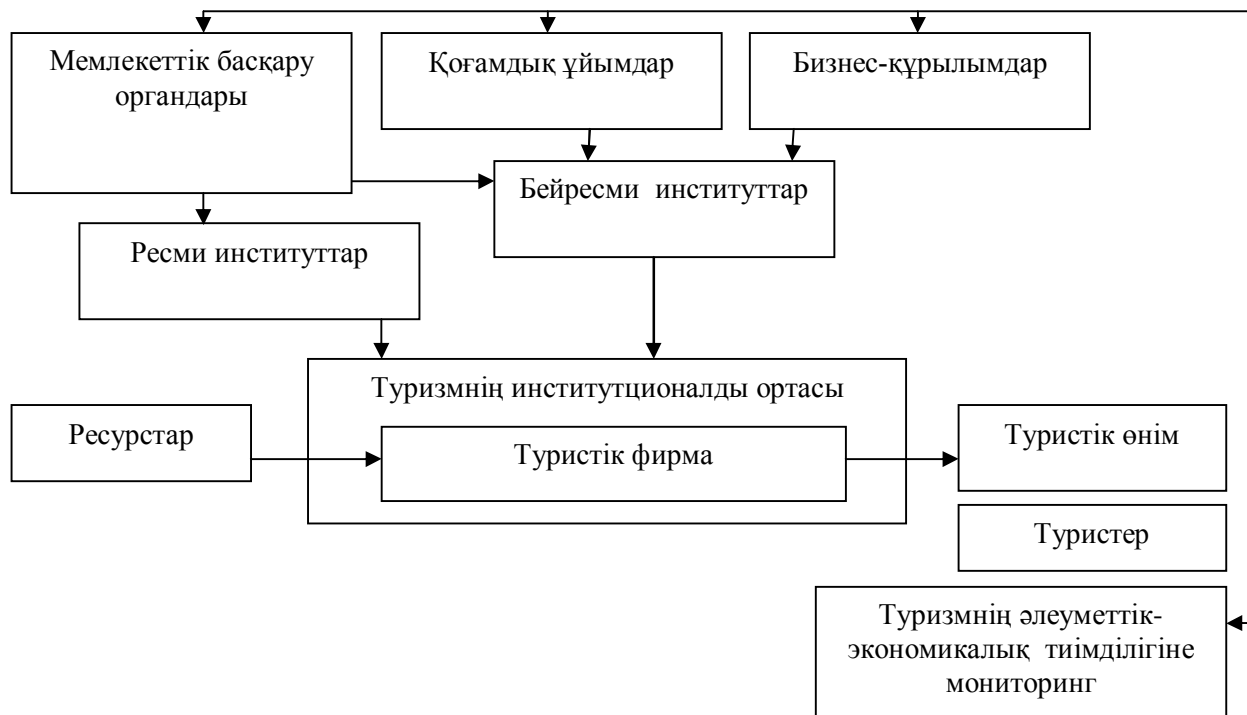 Мемлекеттік басқару
органдары
Қоғамдық ұйымдар
Бизнес-құрылымдар
Бейресми институттар
Ресми институттар
Туризмнің институтционалды ортасы
Ресурстар
Туристік фирма
Туристік өнім
Туристер
Туризмнің әлеуметтік-
экономикалық тиімділігіне
мониторинг